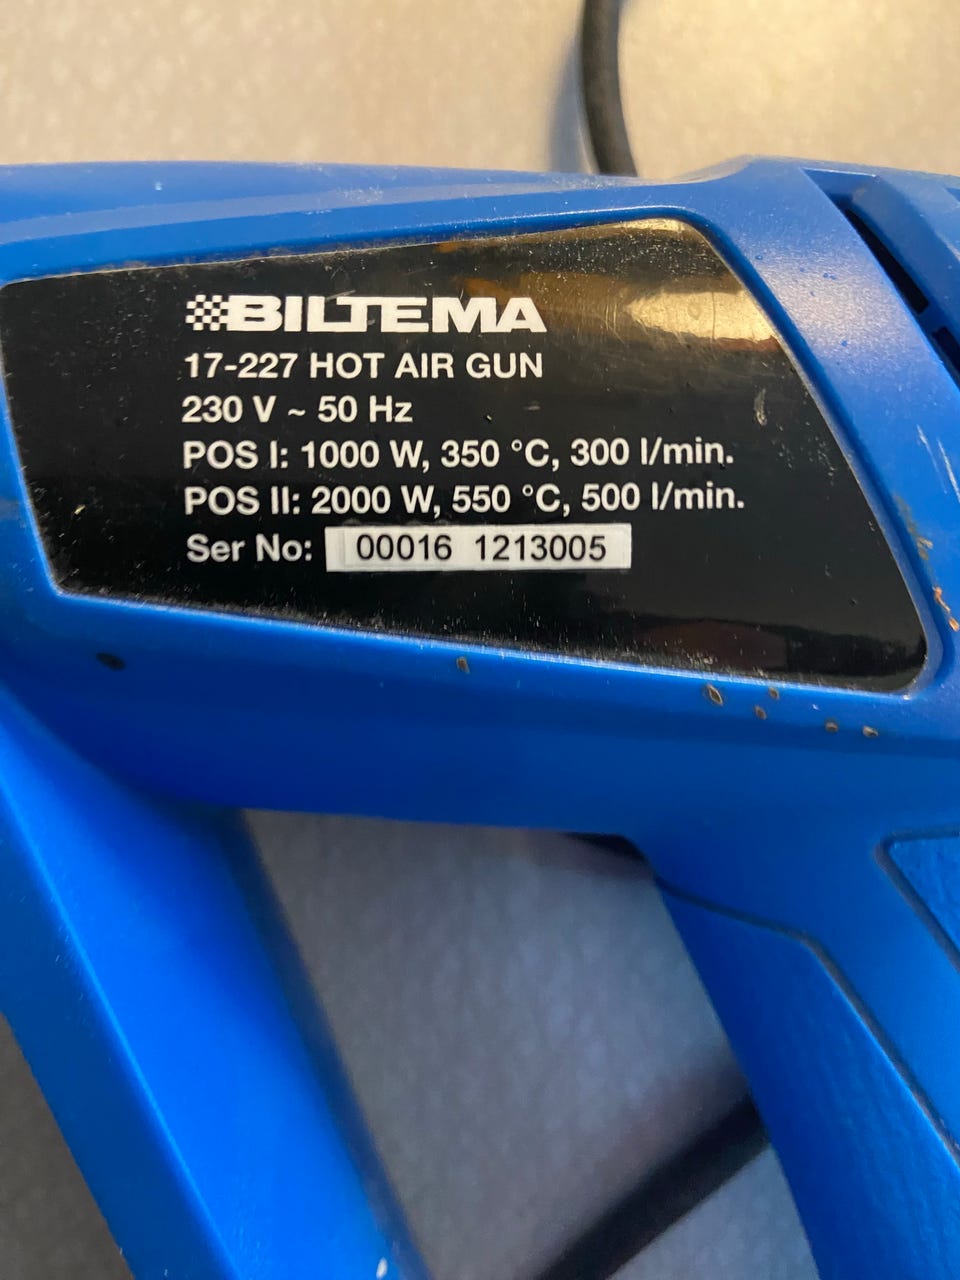 BILTEMA
17-227 HOT AIR GUN
230 V ~ 50 Hz
POS I: 1000 W, 350 °C, 300 l/min.
POS II: 2000 W, 550 °C, 500 l/min.
Ser No: 00016 1213005